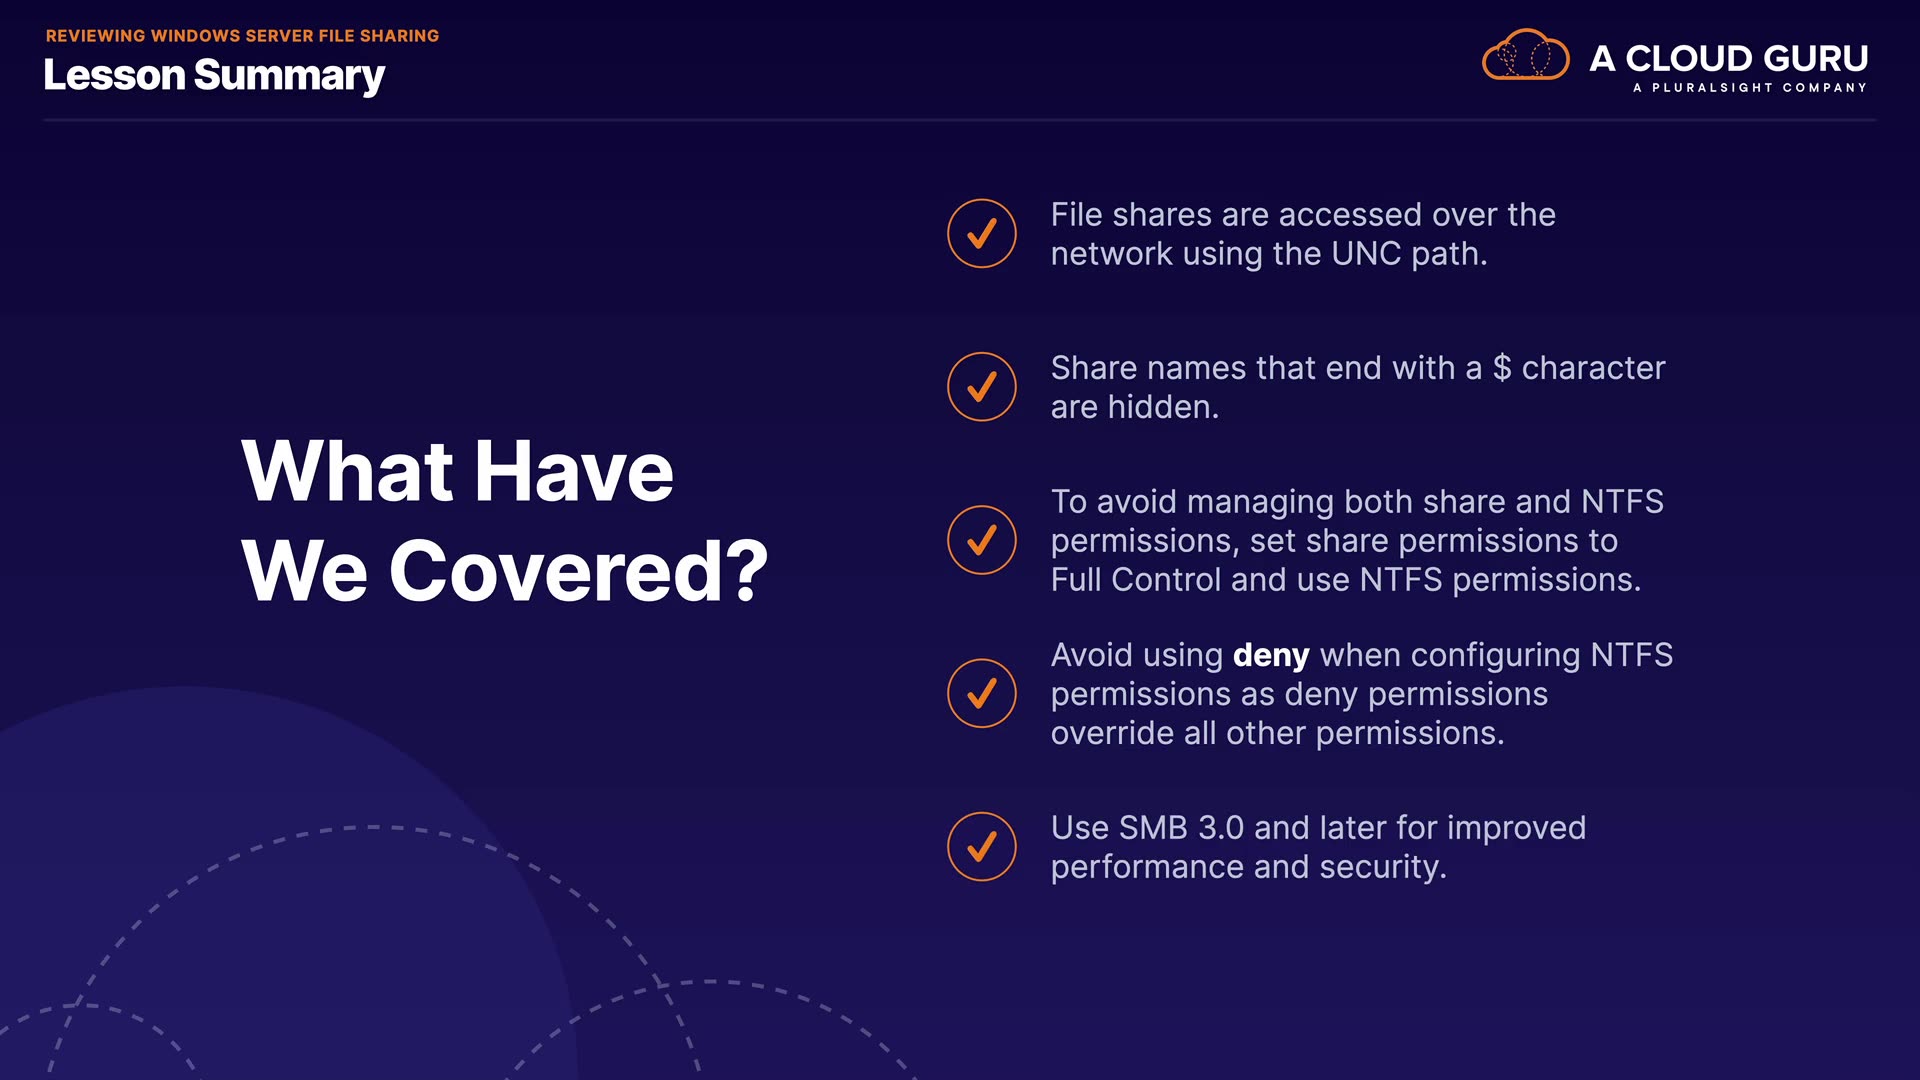 REVIEWING WINDOWS SERVER FILE SHARING
Lesson Summary
A CLOUD GURU
A PLURALSIGHT COMPANY
What Have
We Covered?
File shares are accessed over the
network using the UNC path.
Share names that end with a $ character
are hidden.
To avoid managing both share and NTFS
permissions, set share permissions to
Full Control and use NTFS permissions.
Avoid using deny when configuring NTFS
permissions as deny permissions
override all other permissions.
Use SMB 3.0 and later for improved
performance and security.